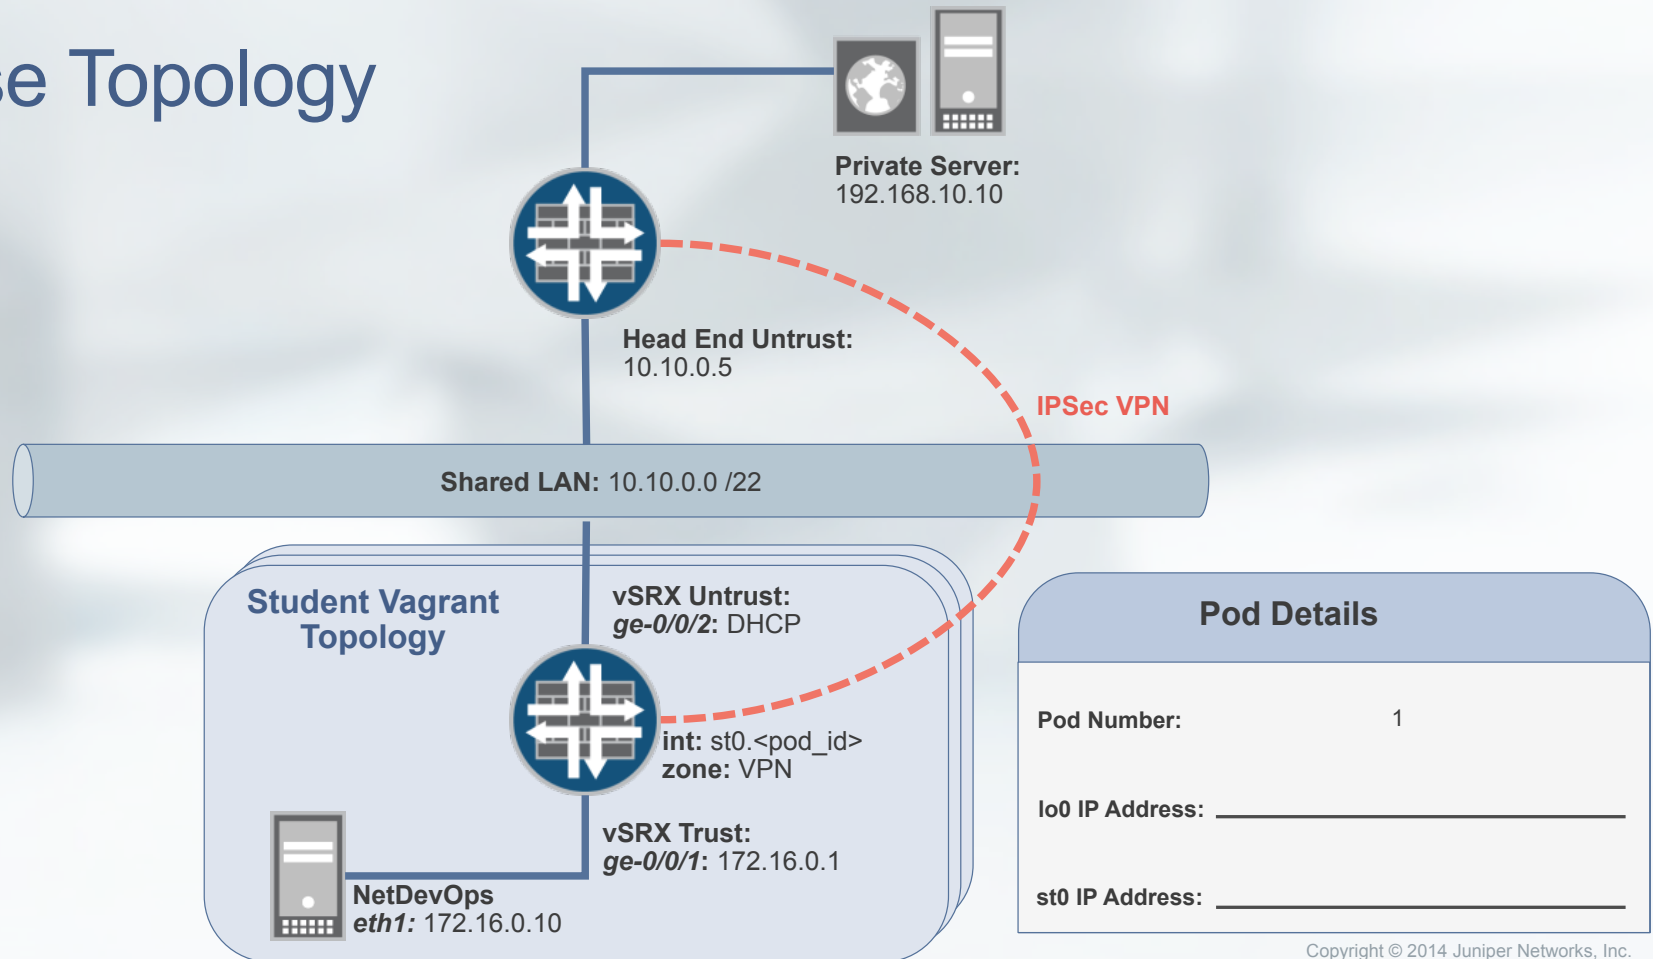 se Topology
Private Server:
192.168.10.10
Head End Untrust:
10.10.0.5
IPSec VPN
Shared LAN: 10.10.0.0 /22
Student Vagrant
Topology
vSRX Untrust:
ge-0/0/2: DHCP
int: st0.<pod_id>
zone: VPN
vSRX Trust:
ge-0/0/1: 172.16.0.1
NetDevOps
eth1: 172.16.0.10
Pod Details
Pod Number: 1
lo0 IP Address:
st0 IP Address:
Copyright © 2014 Juniper Networks, Inc.